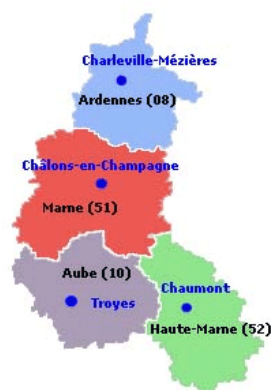 Charleville-Mézières
Ardennes (08)
Châlons-en-Champagne
Marne (51)
Aube (10)
Troyes
Chaumont
Haute-Marne (52)